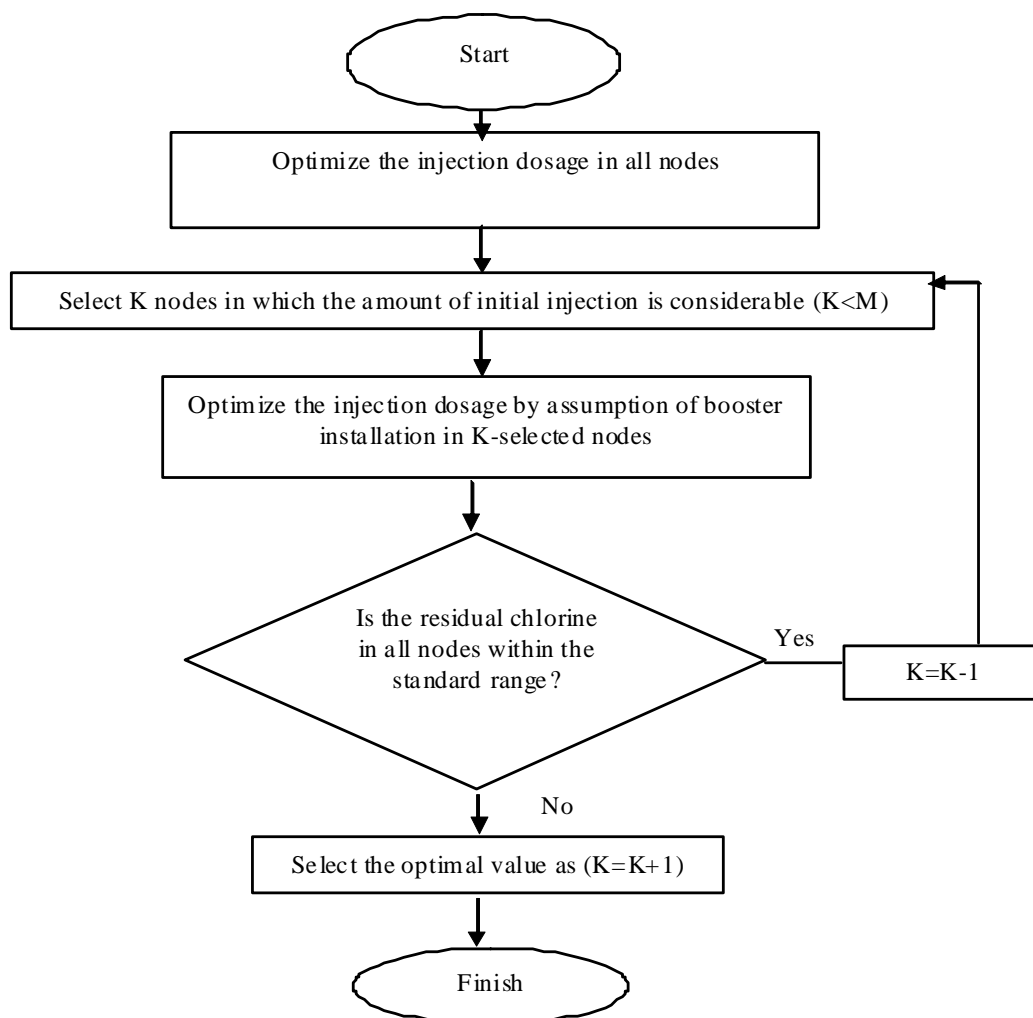 Start
Optimize the injection dosage in all nodes
Select K nodes in which the amount of initial injection is considerable (K<M)
Optimize the injection dosage by assumption of booster
installation in K-selected nodes
Is the residual chlorine
in all nodes within the
standard range?
Yes
K=K-1
No
Select the optimal value as (K=K+1)
Finish